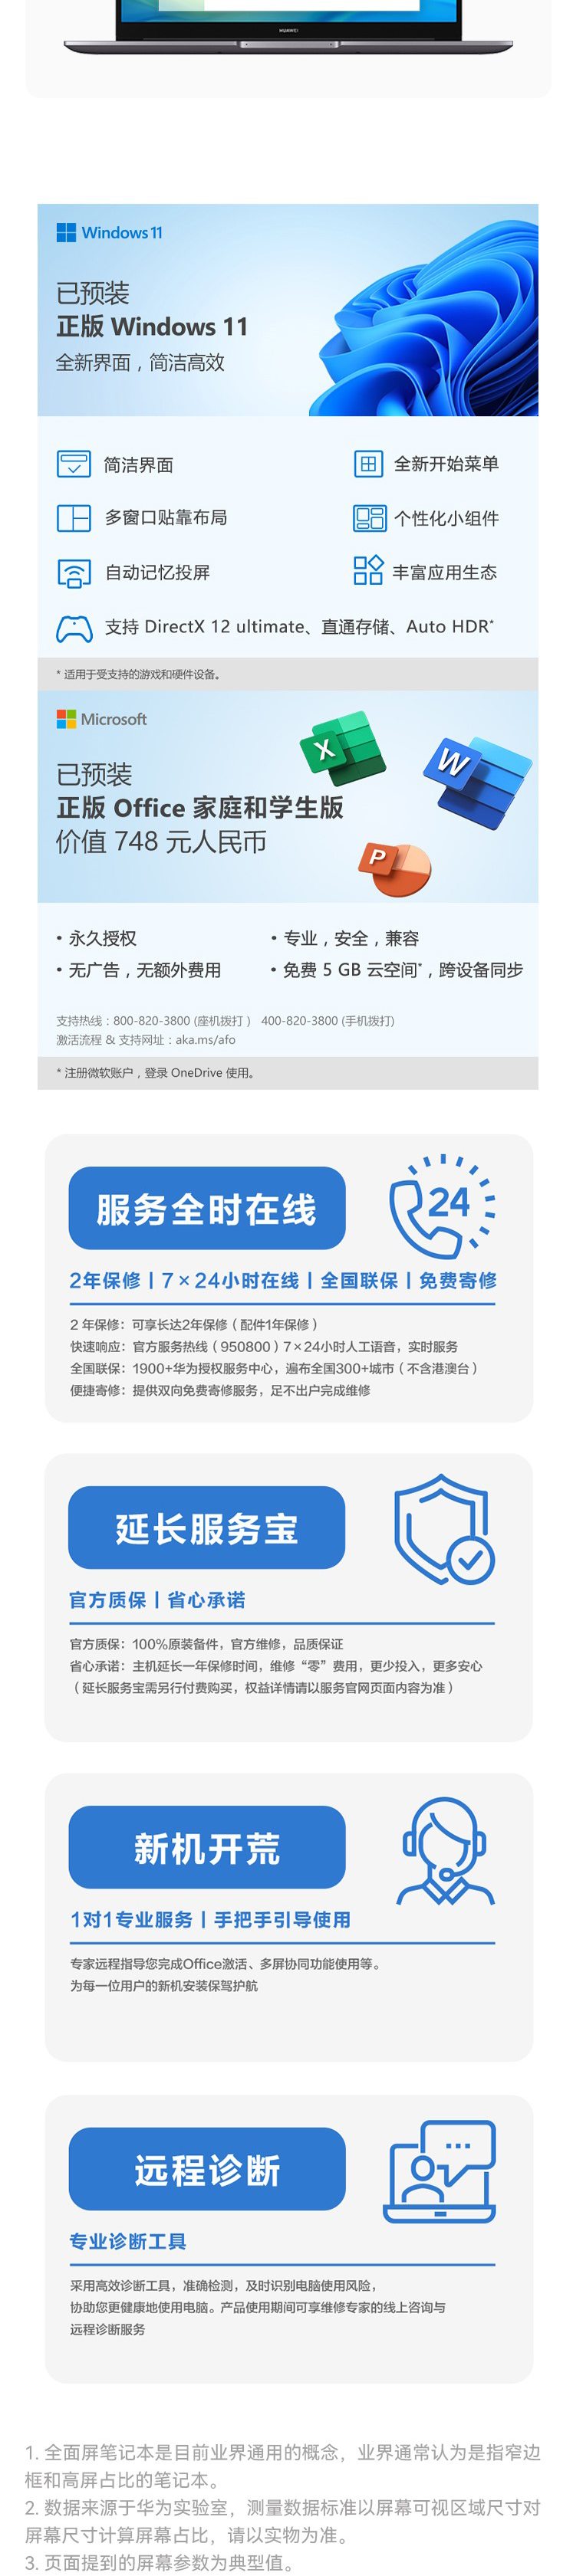 HUAWEI
Windows 11
已预装
正版 Windows 11
全新界面，简洁高效
简洁界面
全新开始菜单
多窗口贴靠布局
个性化小组件
自动记忆投屏
丰富应用生态
支持 DirectX 12 ultimate、直通存储、Auto HDR*
* 适用于受支持的游戏和硬件设备。
Microsoft
已预装
正版 Office 家庭和学生版
价值 748 元人民币
X
W
P
• 永久授权
• 专业，安全，兼容
• 无广告，无额外费用
• 免费 5 GB 云空间*，跨设备同步
支持热线：800-820-3800 (座机拨打） 400-820-3800 (手机拨打)
激活流程 & 支持网址：aka.ms/afo
* 注册微软账户，登录 OneDrive 使用。
服务全时在线
24
2年保修丨7×24小时在线丨全国联保丨免费寄修
2 年保修：可享长达2年保修（配件1年保修）
快速响应：官方服务热线（950800）7×24小时人工语音，实时服务
全国联保：1900+华为授权服务中心，遍布全国300+城市（不含港澳台）
便捷寄修：提供双向免费寄修服务，足不出户完成维修
延长服务宝
官方质保丨省心承诺
官方质保：100%原装备件，官方维修，品质保证
省心承诺：主机延长一年保修时间，维修“零”费用，更少投入，更多安心
（延长服务宝需另行付费购买，权益详情请以服务官网页面内容为准）
新机开荒
1对1专业服务丨手把手引导使用
专家远程指导您完成Office激活、多屏协同功能使用等。
为每一位用户的新机安装保驾护航
远程诊断
专业诊断工具
采用高效诊断工具，准确检测，及时识别电脑使用风险，
协助您更健康地使用电脑。产品使用期间可享维修专家的线上咨询与
远程诊断服务
1. 全面屏笔记本是目前业界通用的概念，业界通常认为是指窄边
框和高屏占比的笔记本。
2. 数据来源于华为实验室，测量数据标准以屏幕可视区域尺寸对
屏幕尺寸计算屏幕占比，请以实物为准。
3. 页面提到的屏幕参数为典型值。